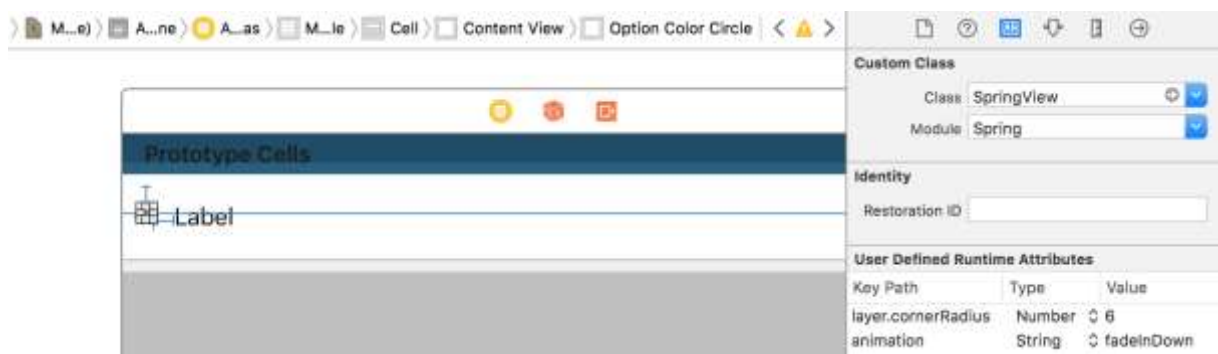 M...e) A...ne A...as M...le Cell Content View Option Color Circle
Custom Class
Class SpringView
Module Spring
Prototype Cells
Label
Identity
Restoration ID
User Defined Runtime Attributes
Key Path Type Value
layer.cornerRadius Number 6
animation String fadeInDown